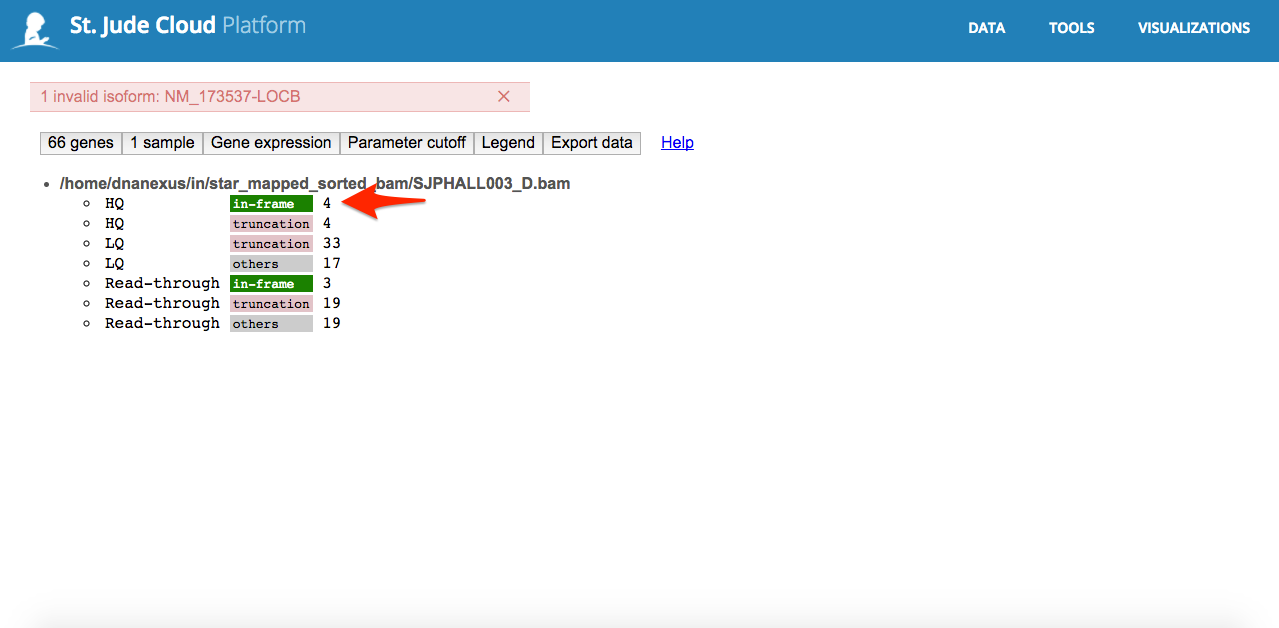 St. Jude Cloud Platform DATA TOOLS VISUALIZATIONS
1 invalid isoform: NM_173537-LOCB ×
66 genes 1 sample Gene expression Parameter cutoff Legend Export data Help
/home/dnanexus/in/star_mapped_sorted_bam/SJPHALL003_D.bam
HQ in-frame 4
HQ truncation 4
LQ truncation 33
LQ others 17
Read-through in-frame 3
Read-through truncation 19
Read-through others 19